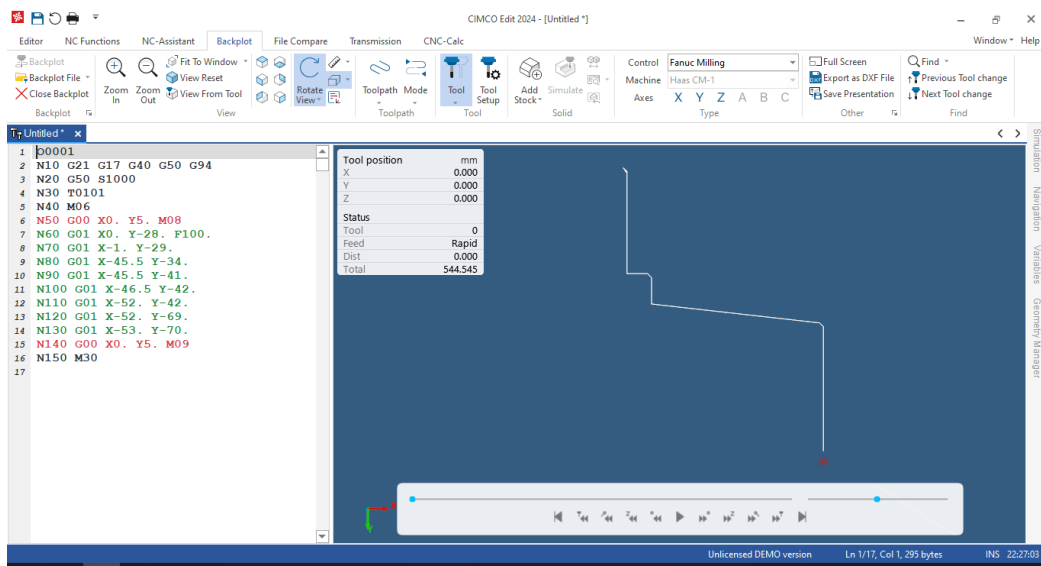 CIMCO Edit 2024 - [Untitled *]
Editor NC Functions NC-Assistant Backplot File Compare Transmission CNC-Calc Window Help
Backplot
Backplot File
Close Backplot
Backplot
Zoom In
Zoom Out
Fit To Window
View Reset
View From Tool
Rotate View
View
Toolpath Mode
Toolpath
Tool
Tool Setup
Tool
Add Stock
Simulate
Solid
Control Fanuc Milling
Machine Haas CM-1
Axes X Y Z A B C
Type
Full Screen
Export as DXF File
Save Presentation
Other
Find
Previous Tool change
Next Tool change
Find
Untitled * x
1 O0001
2 N10 G21 G17 G40 G50 G94
3 N20 G50 S1000
4 N30 T0101
5 N40 M06
6 N50 G00 X0. Y5. M08
7 N60 G01 X0. Y-28. F100.
8 N70 G01 X-1. Y-29.
9 N80 G01 X-45.5 Y-34.
10 N90 G01 X-45.5 Y-41.
11 N100 G01 X-46.5 Y-42.
12 N110 G01 X-52. Y-42.
13 N120 G01 X-52. Y-69.
14 N130 G01 X-53. Y-70.
15 N140 G00 X0. Y5. M09
16 N150 M30
17
Tool position mm
X 0.000
Y 0.000
Z 0.000
Status
Tool 0
Feed Rapid
Dist 0.000
Total 544.545
Simulation
Navigation
Variables
Geometry Manager
Unlicensed DEMO version Ln 1/17, Col 1, 295 bytes INS 22:27:03